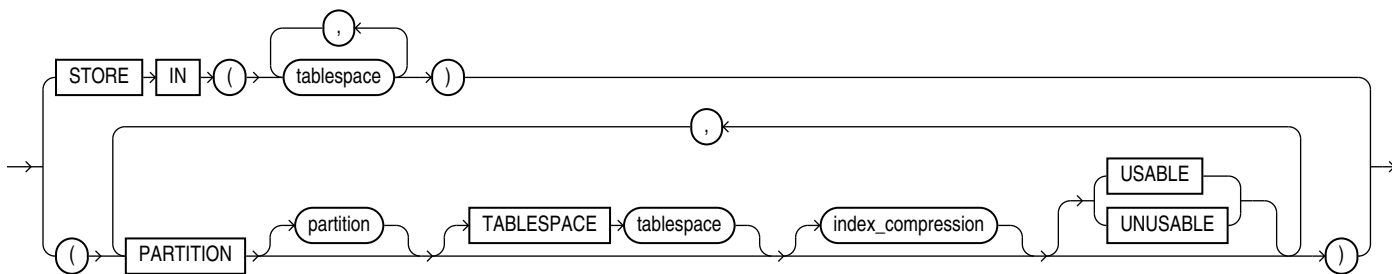 ,
STORE IN ( tablespace )
,
USABLE
( PARTITION partition TABLESPACE tablespace index_compression UNUSABLE )